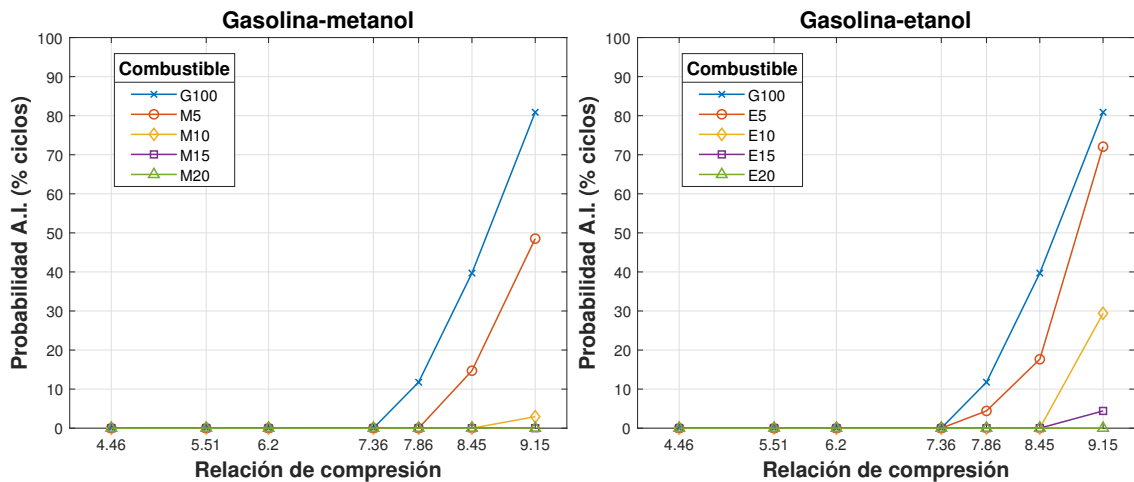 Gasolina-metanol
Probabilidad A.I. (% ciclos)
100
90
80
70
60
50
40
30
20
10
0
Combustible
G100
M5
M10
M15
M20
4.46 5.51 6.2 7.36 7.86 8.45 9.15
Relación de compresión
Gasolina-etanol
Probabilidad A.I. (% ciclos)
100
90
80
70
60
50
40
30
20
10
0
Combustible
G100
E5
E10
E15
E20
4.46 5.51 6.2 7.36 7.86 8.45 9.15
Relación de compresión